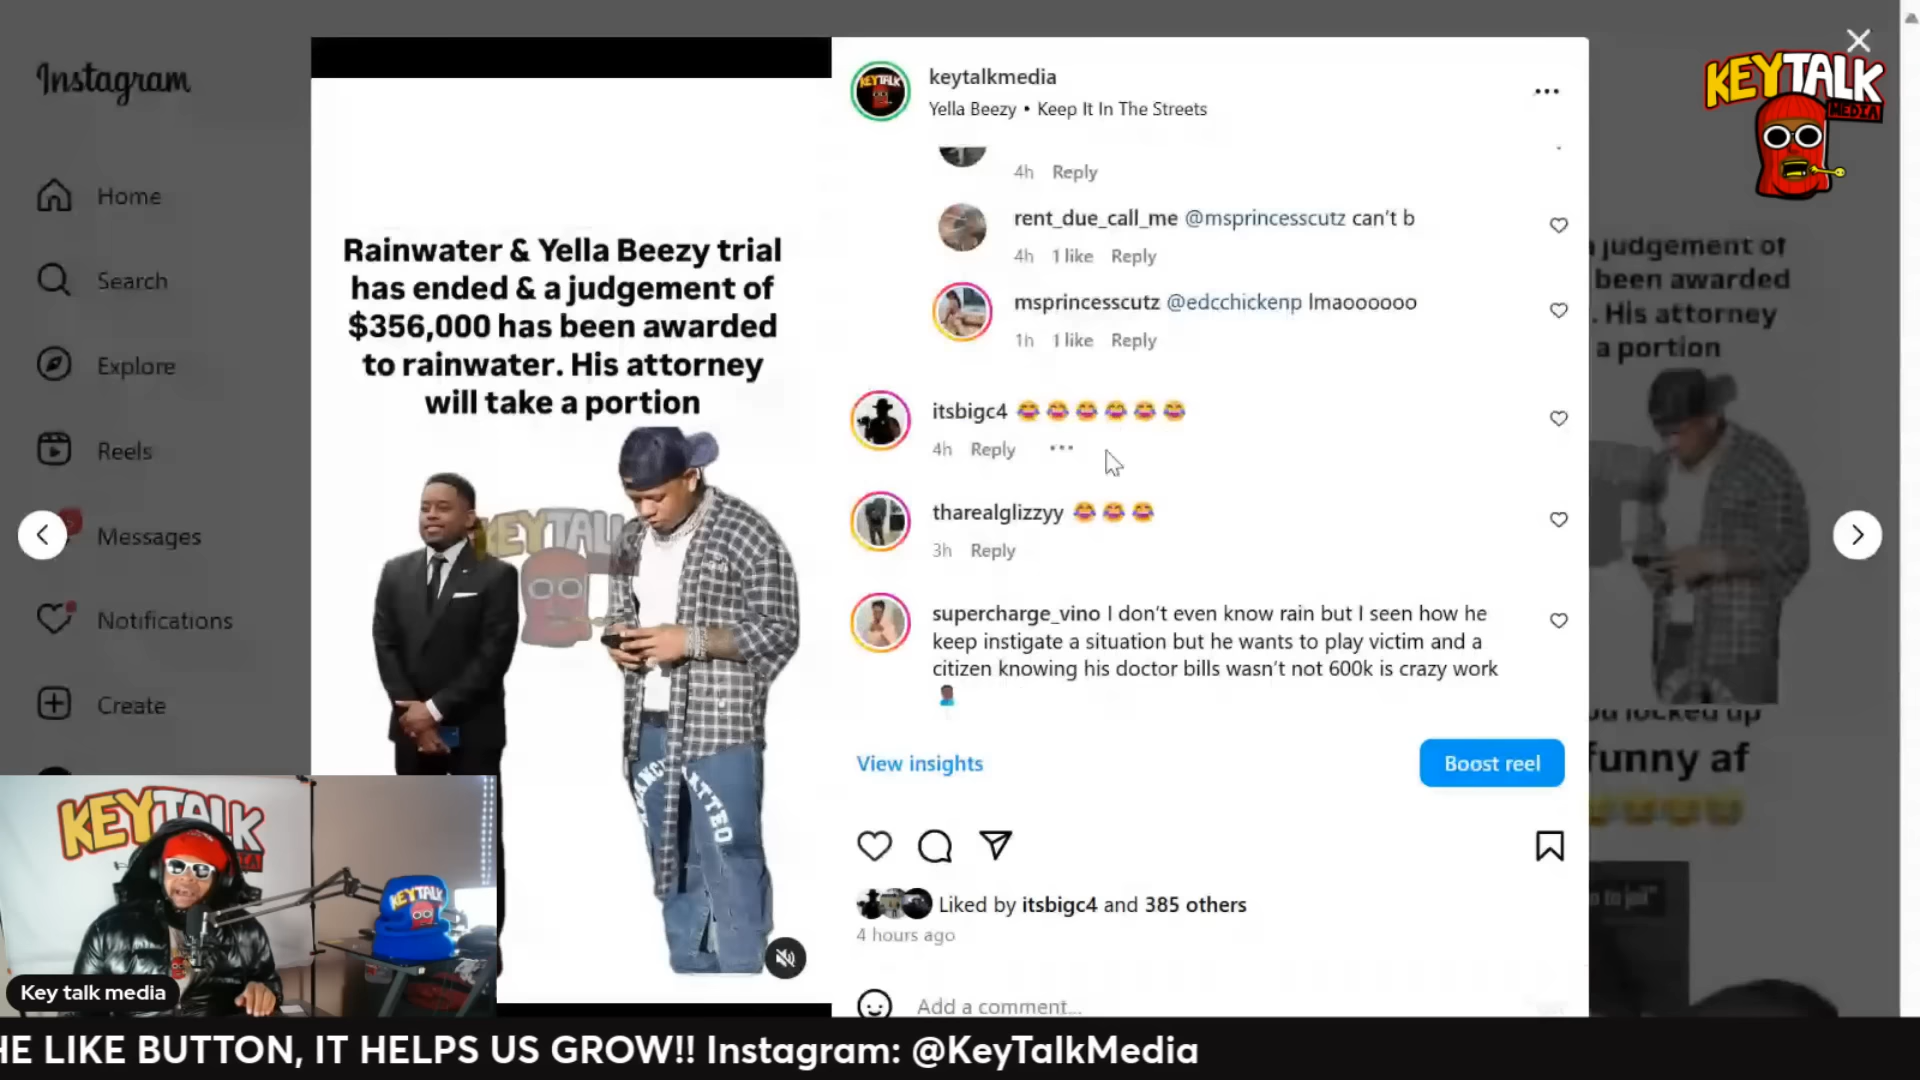 Instagram
Home
Search
Explore
Reels
Messages
Notifications
Create
Rainwater & Yella Beezy trial
has ended & a judgement of
$356,000 has been awarded
to rainwater. His attorney
will take a portion
KEYTALK
keytalkmedia
Yella Beezy • Keep It In The Streets
4h Reply
rent_due_call_me @msprincesscutz can't b
4h 1 like Reply
msprincesscutz @edcchickenp lmaoooooo
1h 1 like Reply
itsbigc4 😂😂😂😂😂😂
4h Reply •••
tharealglizzyy 😂😂😂
3h Reply
supercharge_vino I don't even know rain but I seen how he
keep instigate a situation but he wants to play victim and a
citizen knowing his doctor bills wasn't not 600k is crazy work
View insights
Boost reel
Liked by itsbigc4 and 385 others
4 hours ago
Add a comment...
KEYTALK
MEDIA
judgement of
been awarded
. His attorney
a portion
funny af
KEYTALK
KEYTALK
Key talk media
HE LIKE BUTTON, IT HELPS US GROW!! Instagram: @KeyTalkMedia